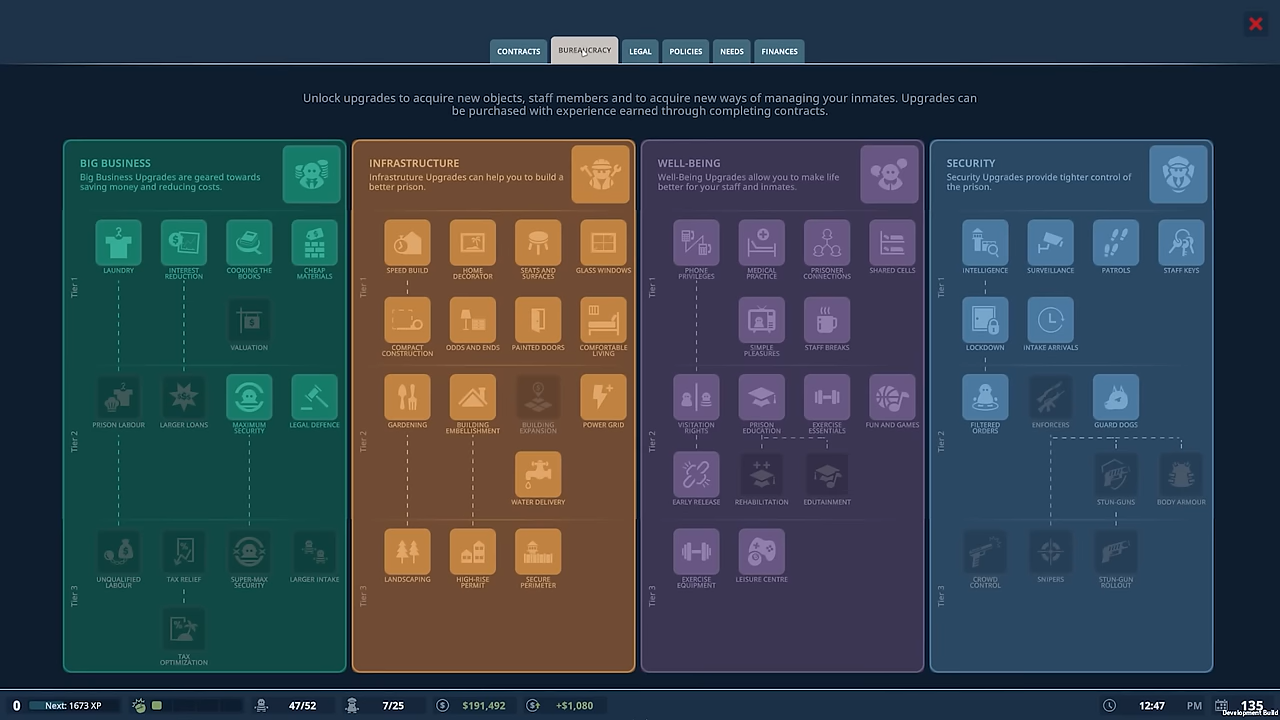 CONTRACTS
BUREAUCRACY
LEGAL
POLICIES
NEEDS
FINANCES
Unlock upgrades to acquire new objects, staff members and to acquire new ways of managing your inmates. Upgrades can
be purchased with experience earned through completing contracts.
BIG BUSINESS
Big Business Upgrades are geared towards
saving money and reducing costs.
Tier 1
2
LAUNDRY
INTEREST
REDUCTION
COOKING THE
BOOKS
CHEAP
MATERIALS
VALUATION
Tier 2
2
PRISON LABOUR
LARGER LOANS
MAXIMUM
SECURITY
LEGAL DEFENCE
Tier 3
UNQUALIFIED
LABOUR
TAX RELIEF
SUPER-MAX
SECURITY
LARGER INTAKE
TAX
OPTIMIZATION
INFRASTRUCTURE
Infrastruture Upgrades can help you to build a
better prison.
Tier 1
SPEED BUILD
HOME
DECORATOR
SEATS AND
SURFACES
GLASS WINDOWS
COMPACT
CONSTRUCTION
ODDS AND ENDS
PAINTED DOORS
COMFORTABLE
LIVING
Tier 2
GARDENING
BUILDING
EMBELLISHMENT
BUILDING
EXPANSION
POWER GRID
WATER DELIVERY
Tier 3
LANDSCAPING
HIGH-RISE
PERMIT
SECURE
PERIMETER
WELL-BEING
Well-Being Upgrades allow you to make life
better for your staff and inmates.
Tier 1
PHONE
PRIVILEGES
MEDICAL
PRACTICE
PRISONER
CONNECTIONS
SHARED CELLS
SIMPLE
PLEASURES
STAFF BREAKS
Tier 2
VISITATION
RIGHTS
PRISON
EDUCATION
EXERCISE
ESSENTIALS
FUN AND GAMES
EARLY RELEASE
REHABILITATION
EDUTAINMENT
Tier 3
EXERCISE
EQUIPMENT
LEISURE CENTRE
SECURITY
Security Upgrades provide tighter control of
the prison.
Tier 1
INTELLIGENCE
SURVEILLANCE
PATROLS
STAFF KEYS
LOCKDOWN
INTAKE ARRIVALS
Tier 2
FILTERED
ORDERS
ENFORCERS
GUARD DOGS
STUN-GUNS
BODY ARMOUR
Tier 3
CROWD
CONTROL
SNIPERS
STUN-GUN
ROLLOUT
0
Next: 1673 XP
47/52
7/25
$191,492
+$1,080
12:47
PM
135
Development Build